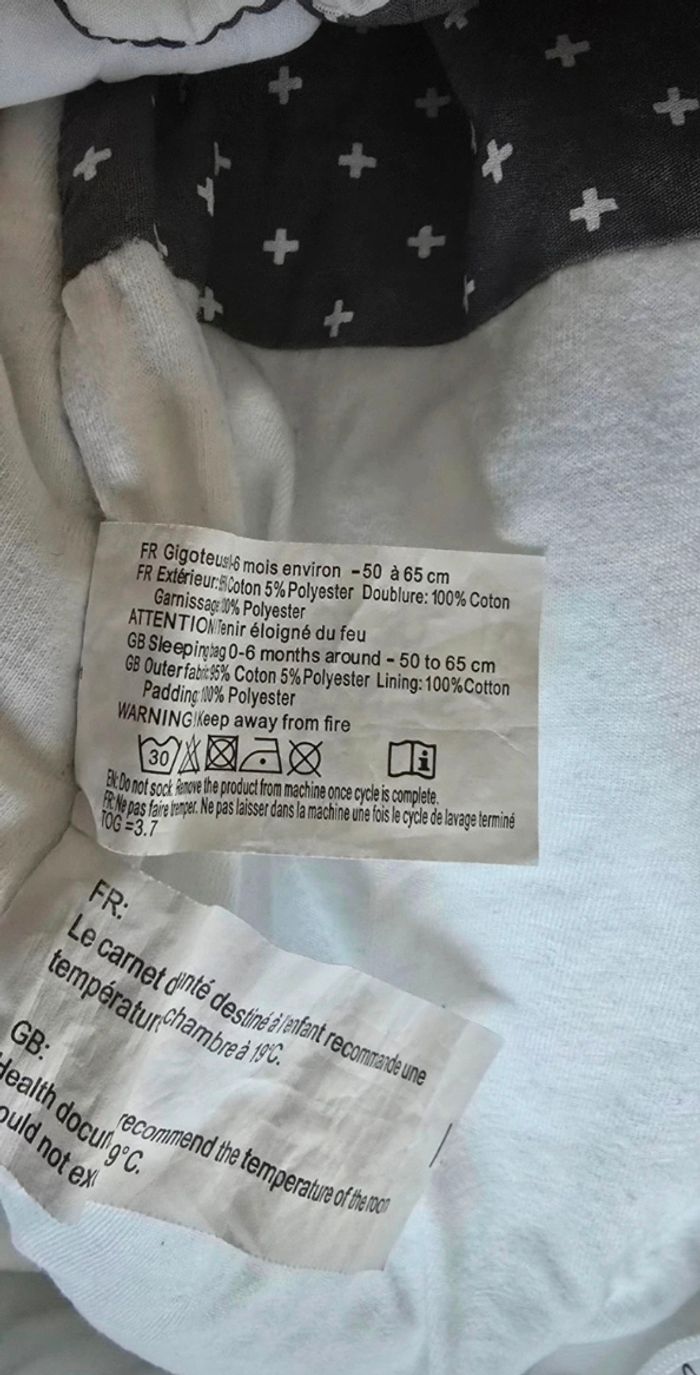 FR Gigoteuse 0-6 mois environ - 50 à 65 cm
FR Extérieur: 95% Coton 5% Polyester Doublure: 100% Coton
Garnissage 100% Polyester
ATTENTION Tenir éloigné du feu
GB Sleeping bag 0-6 months around - 50 to 65 cm
GB Outer fabric 95% Coton 5% Polyester Lining: 100% Cotton
Padding 100% Polyester
WARNING! Keep away from fire
30
EN: Do not sock. Remove the product from machine once cycle is complete.
FR: Ne pas faire tremper. Ne pas laisser dans la machine une fois le cycle de lavage terminé
TOG =3.7
FR:
Le carnet destiné à l'enfant recommande une
température chambre à 19°C.
GB:
Health recommend the temperature of the room
ould not 9°C.